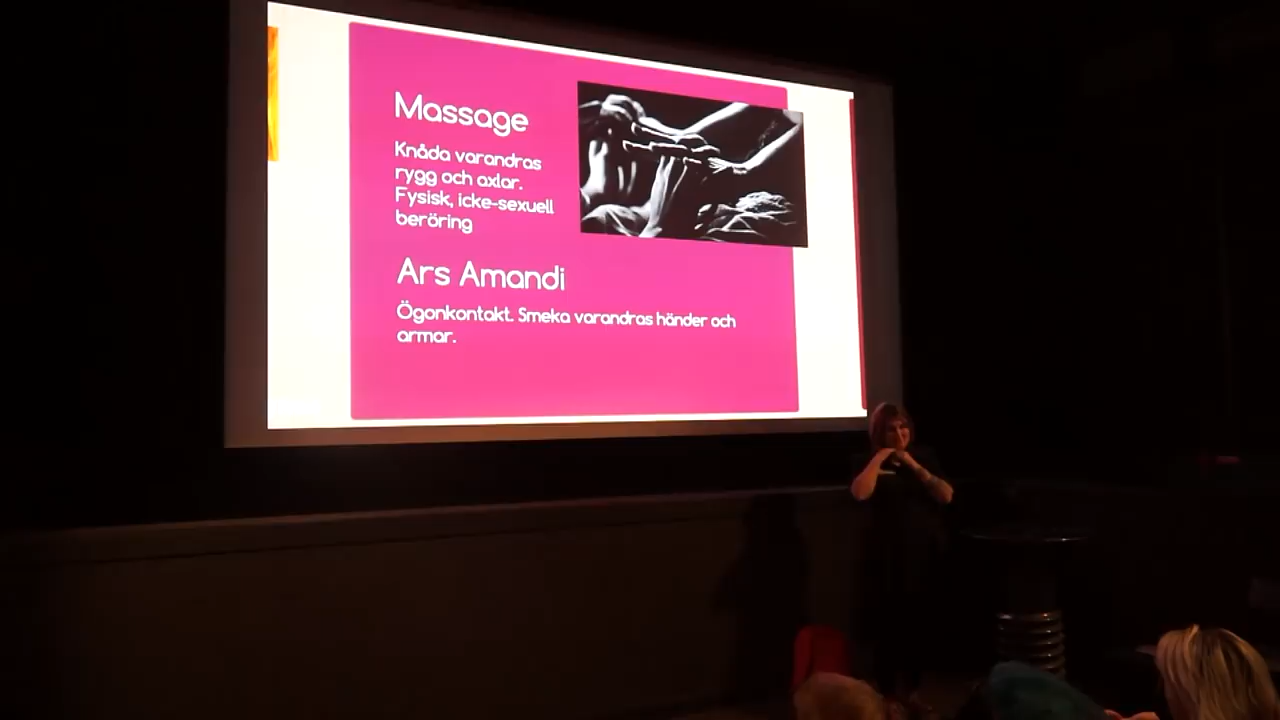 Massage
Knåda varandras
rygg och axlar.
Fysisk, icke-sexuell
beröring
Ars Amandi
Ögonkontakt. Smeka varandras händer och
armar.